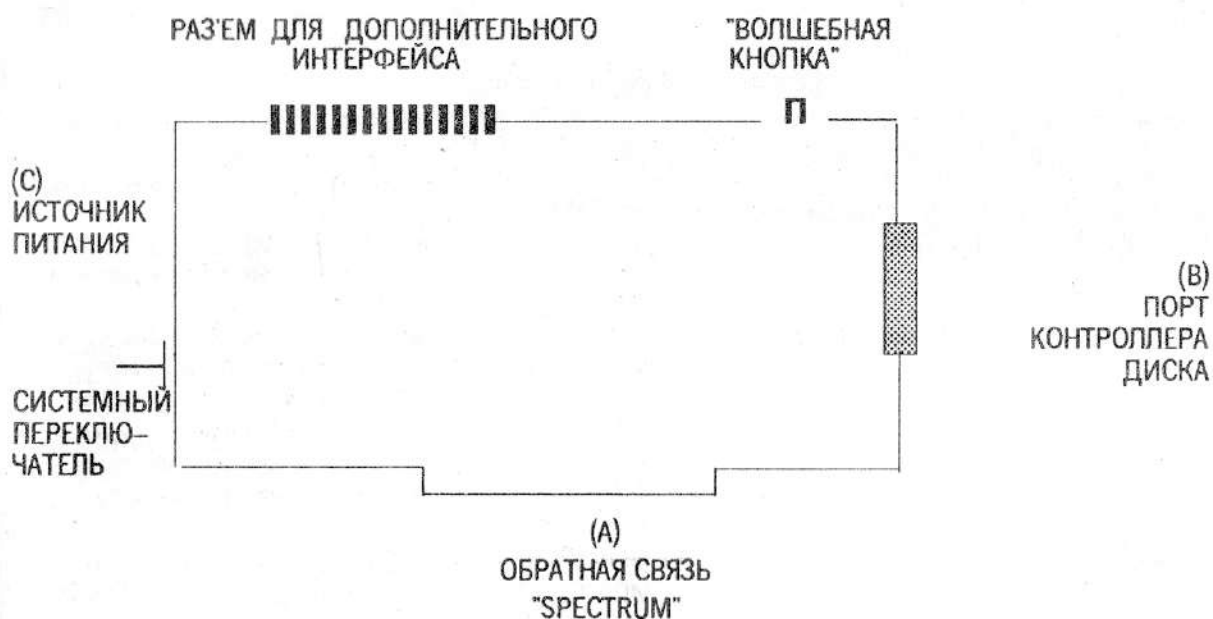 РАЗ'ЕМ ДЛЯ ДОПОЛНИТЕЛЬНОГО
ИНТЕРФЕЙСА
"ВОЛШЕБНАЯ
КНОПКА"
П
(C)
ИСТОЧНИК
ПИТАНИЯ
(B)
ПОРТ
КОНТРОЛЛЕРА
ДИСКА
СИСТЕМНЫЙ
ПЕРЕКЛЮ–
ЧАТЕЛЬ
(A)
ОБРАТНАЯ СВЯЗЬ
"SPECTRUM"